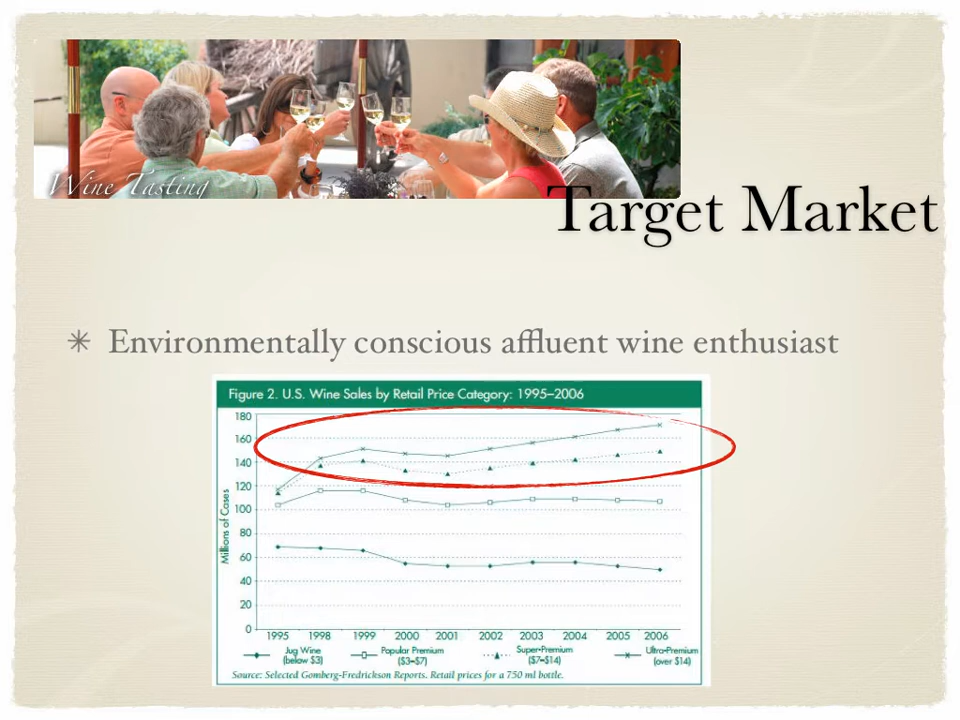 Wine Tasting
Target Market
Environmentally conscious affluent wine enthusiast
Figure 2. U.S. Wine Sales by Retail Price Category: 1995–2006
180
160
140
120
100
80
60
40
20
0
Millions of Cases
1995 1998 1999 2000 2001 2002 2003 2004 2005 2006
Jug Wine Popular Premium Super-Premium Ultra-Premium
(below $3) ($3–$7) ($7–$14) (over $14)
Source: Selected Gomberg-Fredrickson Reports. Retail prices for a 750 ml bottle.